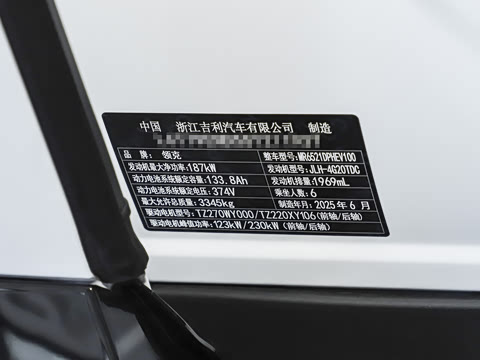 中国 浙江吉利汽车有限公司 制造
品牌:领克 整车型号:MR6521DPHEV100
发动机最大净功率:187kW 发动机型号:JLH-4G20TDC
动力电池系统额定容量:133.8Ah 发动机排量:1969mL
动力电池系统额定电压:374V 乘坐人数:6
最大允许总质量:3345kg 制造年月:2025年6月
驱动电机型号:TZ270WY000/TZ220XY106(前轴/后轴)
驱动电机峰值功率:123kW/230kW(前轴/后轴)